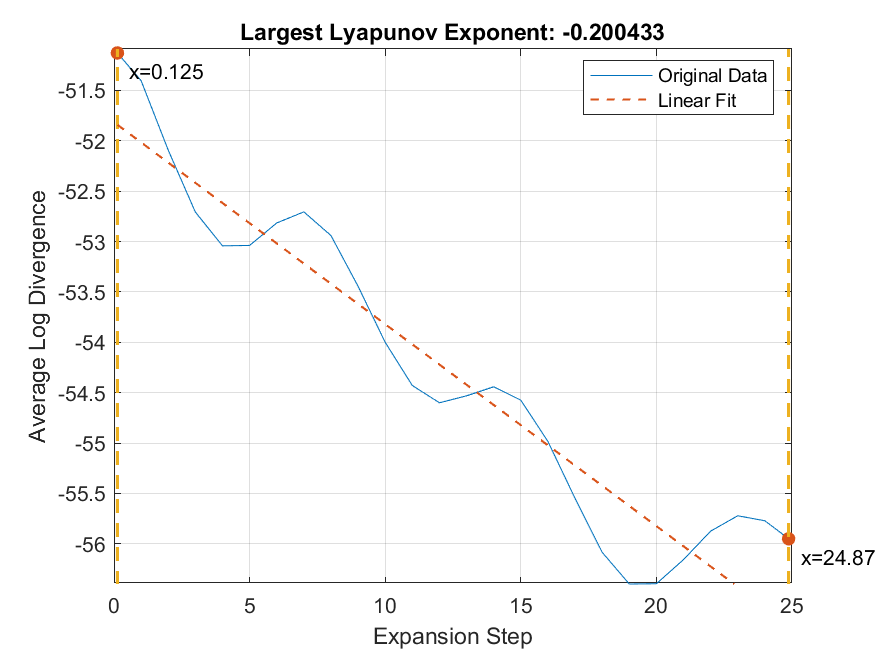 Largest Lyapunov Exponent: -0.200433
x=0.125
Original Data
Linear Fit
-51.5
-52
-52.5
-53
-53.5
-54
-54.5
-55
-55.5
-56
Average Log Divergence
x=24.87
0 5 10 15 20 25
Expansion Step